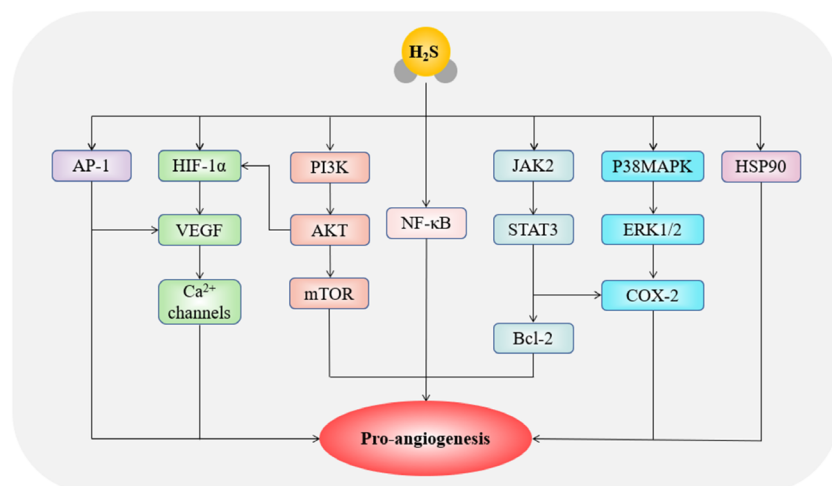 H₂S
AP-1
HIF-1α
PI3K
JAK2
P38MAPK
HSP90
VEGF
AKT
NF-κB
STAT3
ERK1/2
Ca²⁺
channels
mTOR
COX-2
Bcl-2
Pro-angiogenesis